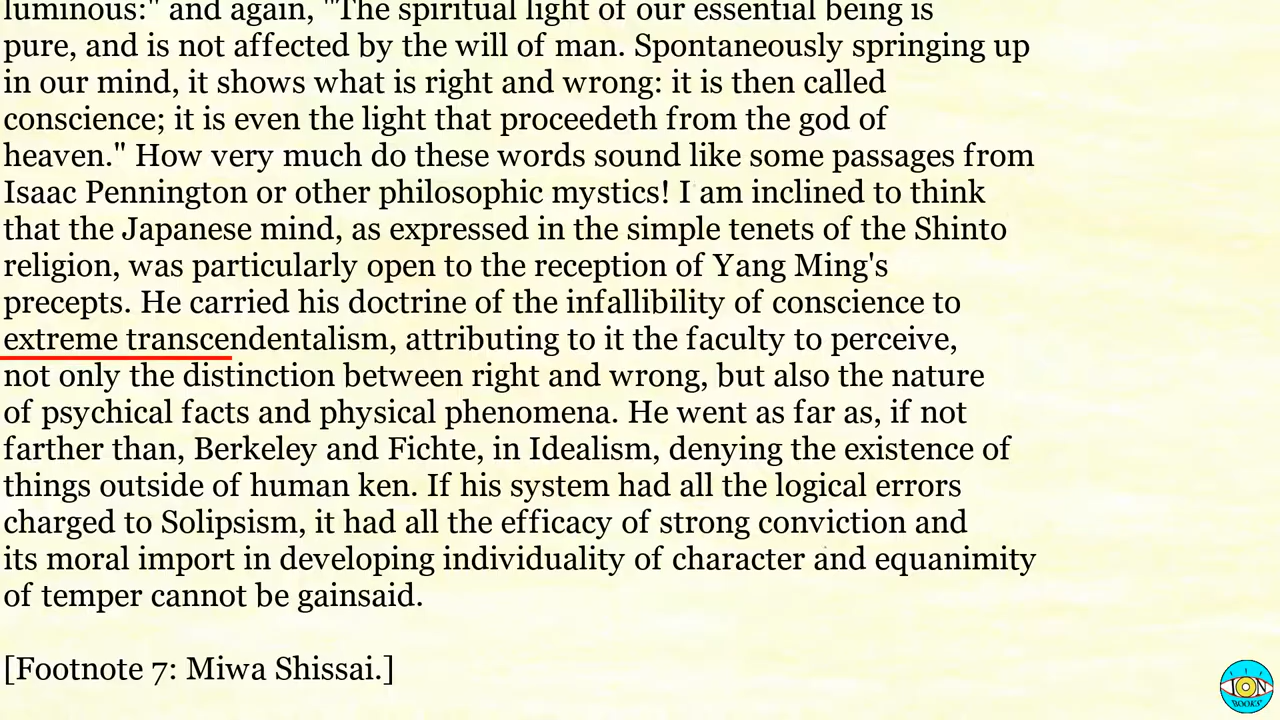 luminous:" and again, "The spiritual light of our essential being is
pure, and is not affected by the will of man. Spontaneously springing up
in our mind, it shows what is right and wrong: it is then called
conscience; it is even the light that proceedeth from the god of
heaven." How very much do these words sound like some passages from
Isaac Pennington or other philosophic mystics! I am inclined to think
that the Japanese mind, as expressed in the simple tenets of the Shinto
religion, was particularly open to the reception of Yang Ming's
precepts. He carried his doctrine of the infallibility of conscience to
extreme transcendentalism, attributing to it the faculty to perceive,
not only the distinction between right and wrong, but also the nature
of psychical facts and physical phenomena. He went as far as, if not
farther than, Berkeley and Fichte, in Idealism, denying the existence of
things outside of human ken. If his system had all the logical errors
charged to Solipsism, it had all the efficacy of strong conviction and
its moral import in developing individuality of character and equanimity
of temper cannot be gainsaid.
[Footnote 7: Miwa Shissai.]
ION
BOOKS